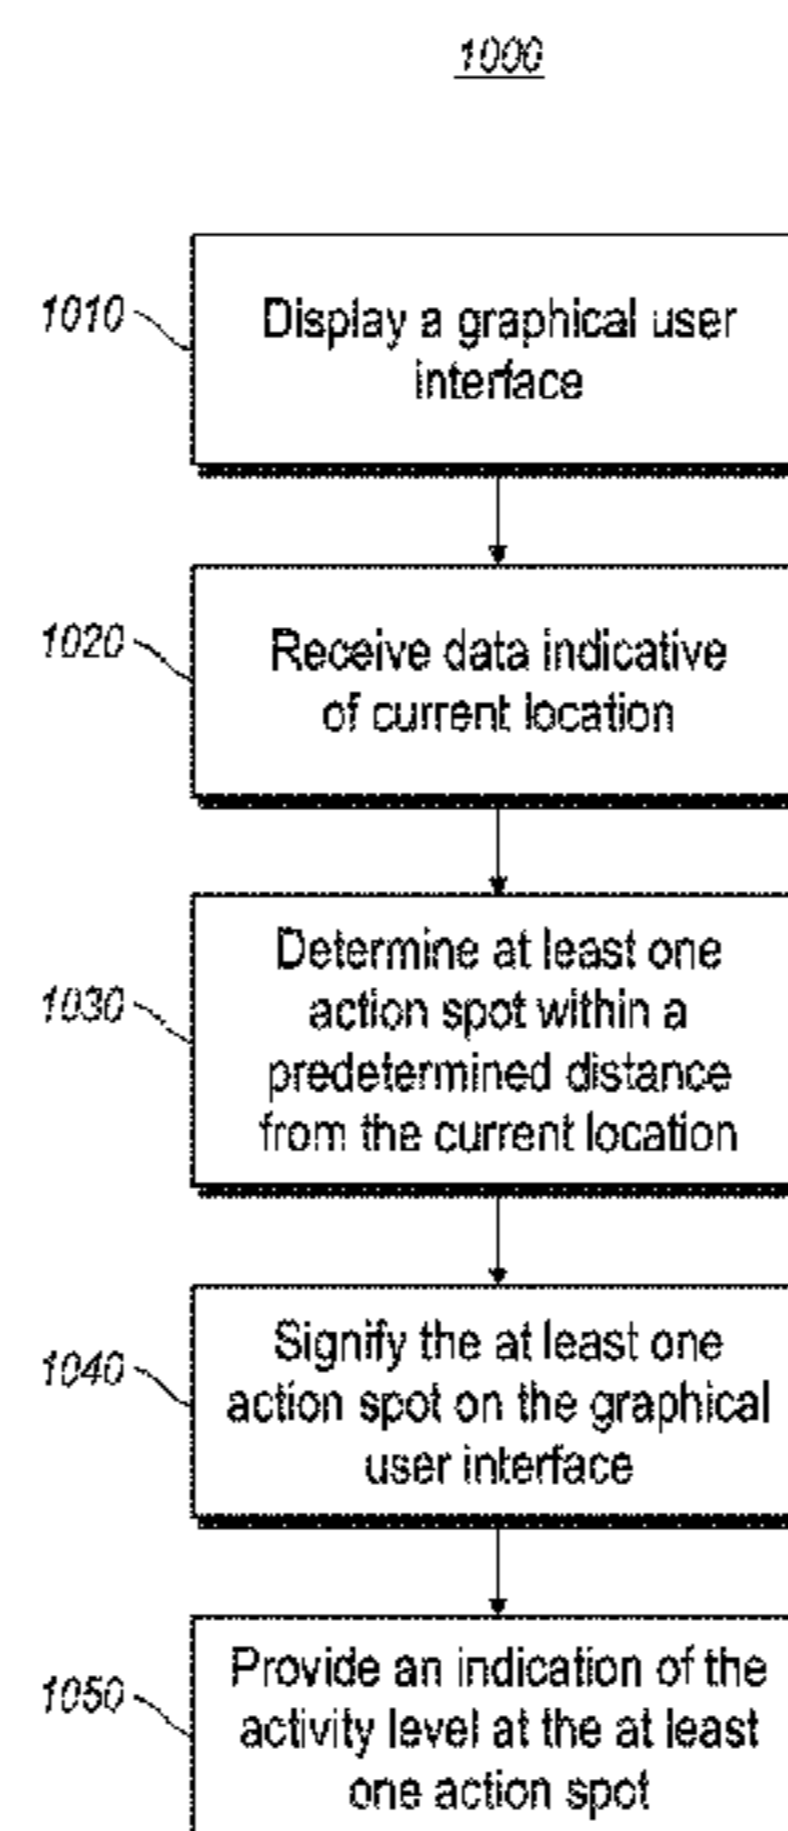 1000
1010
Display a graphical user
interface
1020
Receive data indicative
of current location
1030
Determine at least one
action spot within a
predetermined distance
from the current location
1040
Signify the at least one
action spot on the graphical
user interface
1050
Provide an indication of the
activity level at the at least
one action spot